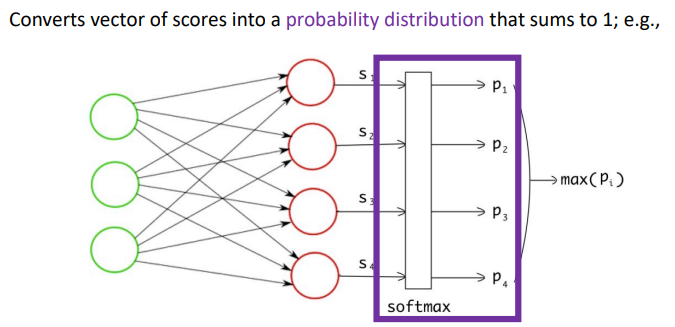 Converts vector of scores into a probability distribution that sums to 1; e.g.,
S1
P1
S2
P2
max(Pi)
S3
P3
S4
P4
softmax